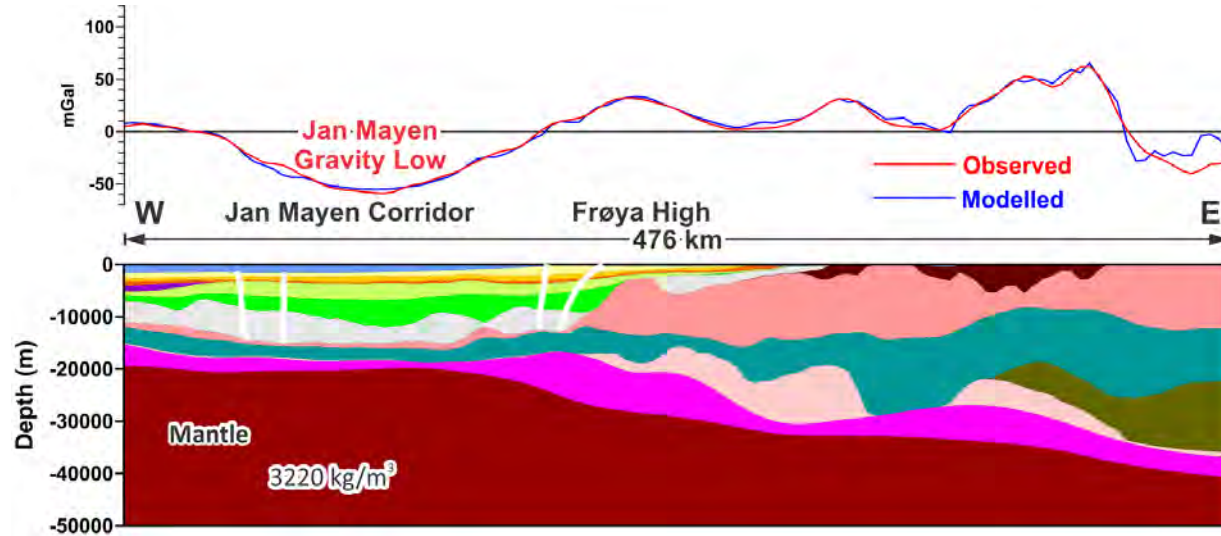 100
50
0
-50
mGal
Jan Mayen
Gravity Low
Observed
Modelled
W
Jan Mayen Corridor
Frøya High
E
476 km
0
-10000
-20000
-30000
-40000
-50000
Depth (m)
Mantle
3220 kg/m³